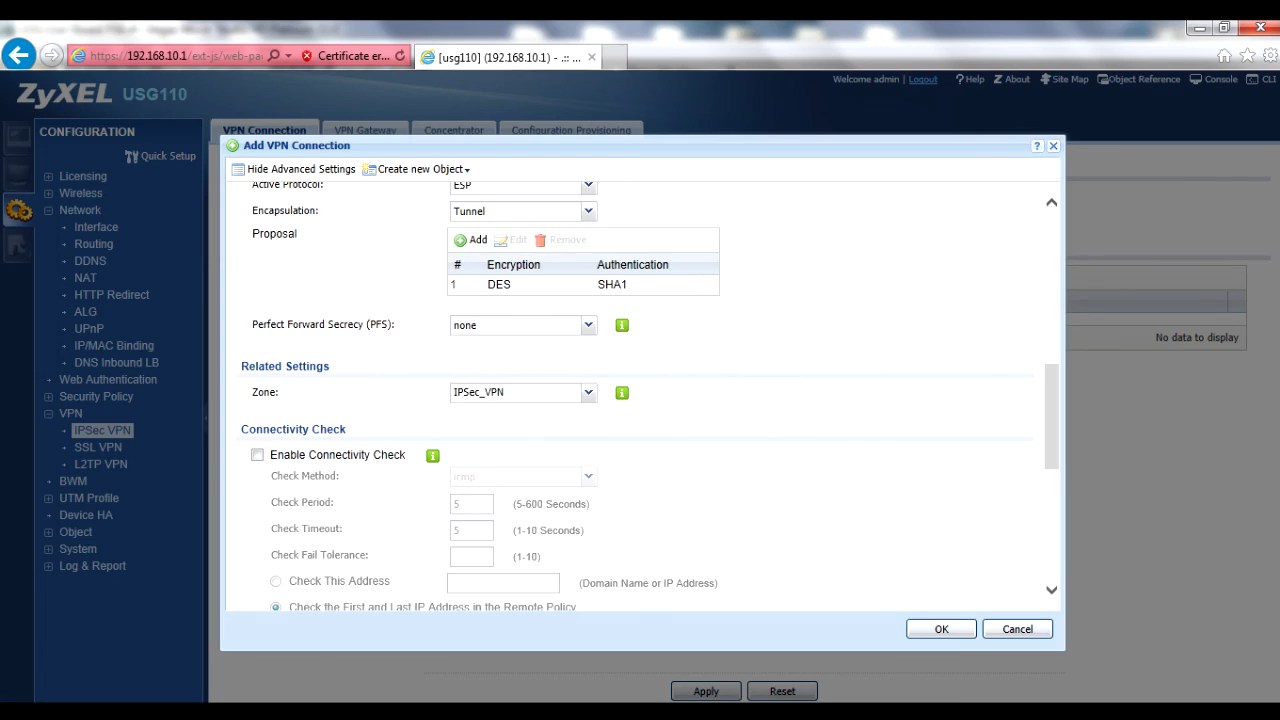 https://192.168.10.1/ext-js/web-pa
Certificate er...
[usg110] (192.168.10.1) - .:: ...
ZyXEL USG110
Welcome admin | Logout
? Help
About
Site Map
Object Reference
Console
CLI
CONFIGURATION
Quick Setup
Licensing
Wireless
Network
Interface
Routing
DDNS
NAT
HTTP Redirect
ALG
UPnP
IP/MAC Binding
DNS Inbound LB
Web Authentication
Security Policy
VPN
IPSec VPN
SSL VPN
L2TP VPN
BWM
UTM Profile
Device HA
Object
System
Log & Report
VPN Connection
VPN Gateway
Concentrator
Configuration Provisioning
Add VPN Connection
Hide Advanced Settings
Create new Object
Active Protocol: ESP
Encapsulation: Tunnel
Proposal
Add Edit Remove
# Encryption Authentication
1 DES SHA1
Perfect Forward Secrecy (PFS): none
Related Settings
Zone: IPSec_VPN
Connectivity Check
Enable Connectivity Check
Check Method: icmp
Check Period: 5 (5-600 Seconds)
Check Timeout: 5 (1-10 Seconds)
Check Fail Tolerance: (1-10)
Check This Address (Domain Name or IP Address)
Check the First and Last IP Address in the Remote Policy
OK
Cancel
No data to display
Apply
Reset